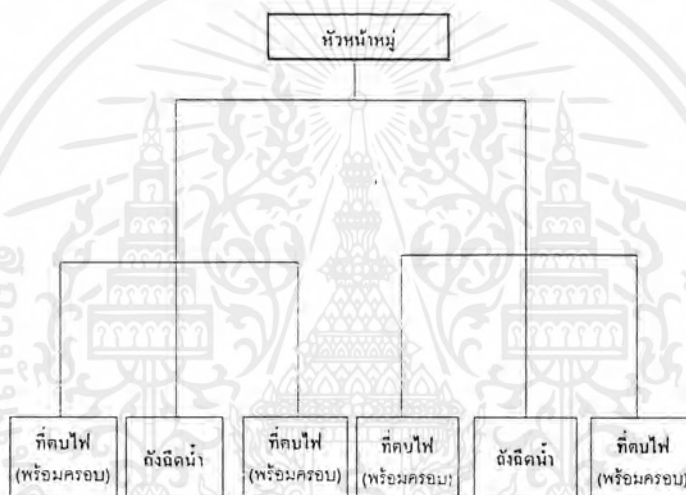 หัวหน้าหมู่
ที่ตบไฟ
(พร้อมครอบ)
ถังฉีดน้ำ
ที่ตบไฟ
(พร้อมครอบ)
ที่ตบไฟ
(พร้อมครอบ)
ถังฉีดน้ำ
ที่ตบไฟ
(พร้อมครอบ)